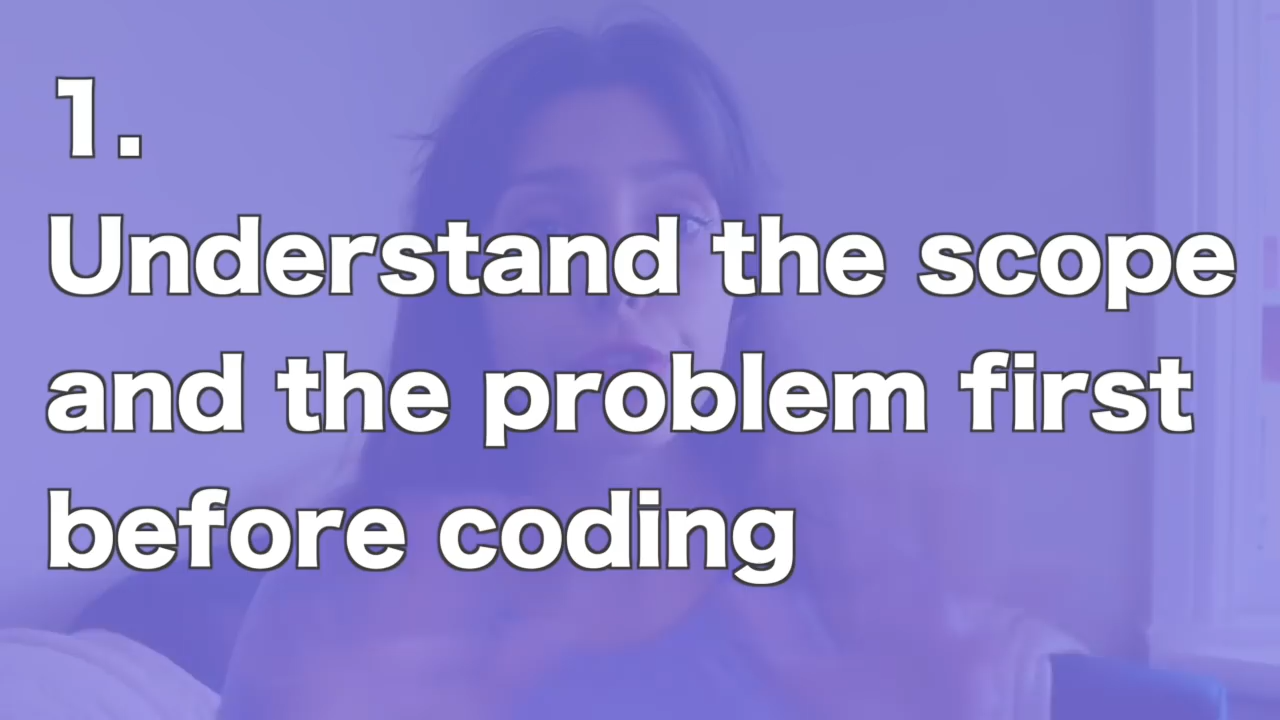 1.
Understand the scope
and the problem first
before coding